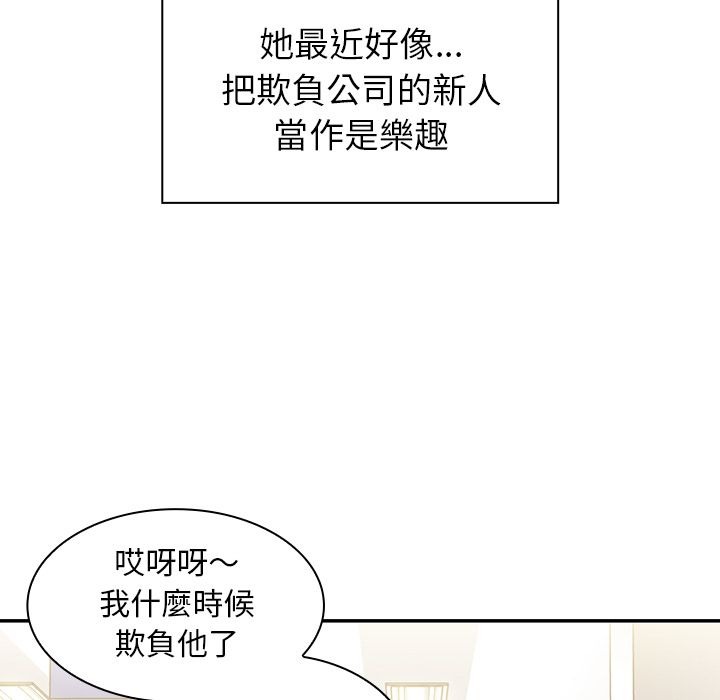 她最近好像...
把欺負公司的新人
當作是樂趣
哎呀呀～
我什麼時候
欺負他了